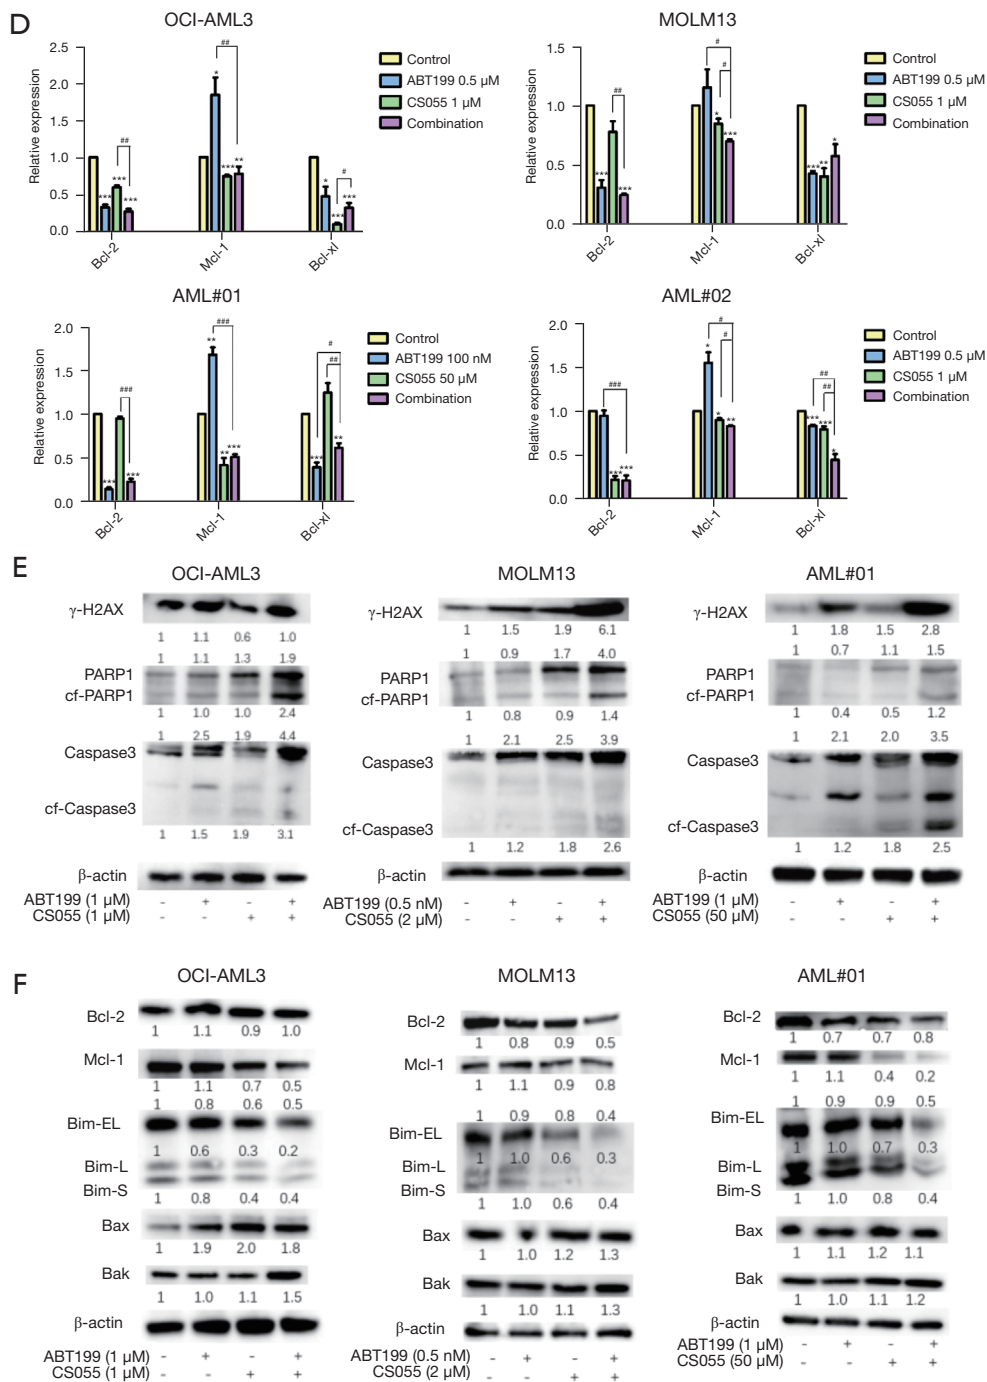 D
OCI-AML3
Relative expression
2.5
2.0
1.5
1.0
0.5
0.0
*** *** *** ##
* *** ** ##
* *** *** #
Bcl-2 Mcl-1 Bcl-xl
Control
ABT199 0.5 µM
CS055 1 µM
Combination
MOLM13
Relative expression
1.5
1.0
0.5
0.0
*** *** ##
* *** # #
*** ** *
Bcl-2 Mcl-1 Bcl-xl
Control
ABT199 0.5 µM
CS055 1 µM
Combination
AML#01
Relative expression
2.0
1.5
1.0
0.5
0.0
*** *** ###
** ** *** ###
*** ** # ##
Bcl-2 Mcl-1 Bcl-xl
Control
ABT199 100 nM
CS055 50 µM
Combination
AML#02
Relative expression
2.0
1.5
1.0
0.5
0.0
*** *** ###
* * ** # #
*** *** * ## ##
Bcl-2 Mcl-1 Bcl-xl
Control
ABT199 0.5 µM
CS055 1 µM
Combination
E
OCI-AML3
γ-H2AX
1 1.1 0.6 1.0
1 1.1 1.3 1.9
PARP1
cf-PARP1
1 1.0 1.0 2.4
1 2.5 1.9 4.4
Caspase3
cf-Caspase3
1 1.5 1.9 3.1
β-actin
ABT199 (1 µM) - + - +
CS055 (1 µM) - - + +
MOLM13
γ-H2AX
1 1.5 1.9 6.1
1 0.9 1.7 4.0
PARP1
cf-PARP1
1 0.8 0.9 1.4
1 2.1 2.5 3.9
Caspase3
cf-Caspase3
1 1.2 1.8 2.6
β-actin
ABT199 (0.5 nM) - + - +
CS055 (2 µM) - - + +
AML#01
γ-H2AX
1 1.8 1.5 2.8
1 0.7 1.1 1.5
PARP1
cf-PARP1
1 0.4 0.5 1.2
1 2.1 2.0 3.5
Caspase3
cf-Caspase3
1 1.2 1.8 2.5
β-actin
ABT199 (1 µM) - + - +
CS055 (50 µM) - - + +
F
OCI-AML3
Bcl-2
1 1.1 0.9 1.0
Mcl-1
1 1.1 0.7 0.5
1 0.8 0.6 0.5
Bim-EL
1 0.6 0.3 0.2
Bim-L
Bim-S
1 0.8 0.4 0.4
Bax
1 1.9 2.0 1.8
Bak
1 1.0 1.1 1.5
β-actin
ABT199 (1 µM) - + - +
CS055 (1 µM) - - + +
MOLM13
Bcl-2
1 0.8 0.9 0.5
Mcl-1
1 1.1 0.9 0.8
1 0.9 0.8 0.4
Bim-EL
1 1.0 0.6 0.3
Bim-L
Bim-S
1 1.0 0.6 0.4
Bax
1 1.0 1.2 1.3
Bak
1 1.0 1.1 1.3
β-actin
ABT199 (0.5 nM) - + - +
CS055 (2 µM) - - + +
AML#01
Bcl-2
1 0.7 0.7 0.8
Mcl-1
1 1.1 0.4 0.2
1 0.9 0.9 0.5
Bim-EL
1 1.0 0.7 0.3
Bim-L
Bim-S
1 1.0 0.8 0.4
Bax
1 1.1 1.2 1.1
Bak
1 1.0 1.1 1.2
β-actin
ABT199 (1 µM) - + - +
CS055 (50 µM) - - + +